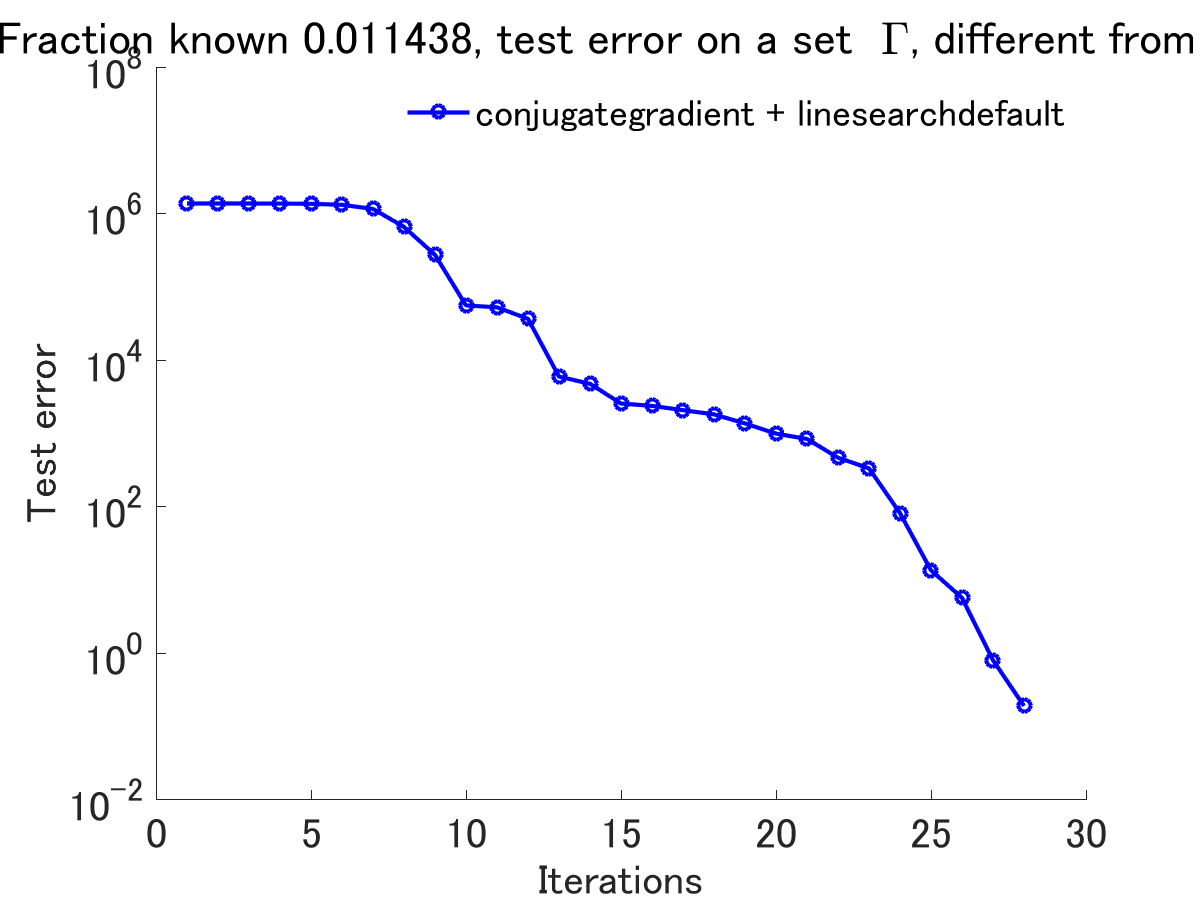 Fraction known 0.011438, test error on a set Γ, different from
10^8
conjugategradient + linesearchdefault
10^6
10^4
10^2
10^0
10^-2
Test error
0 5 10 15 20 25 30
Iterations